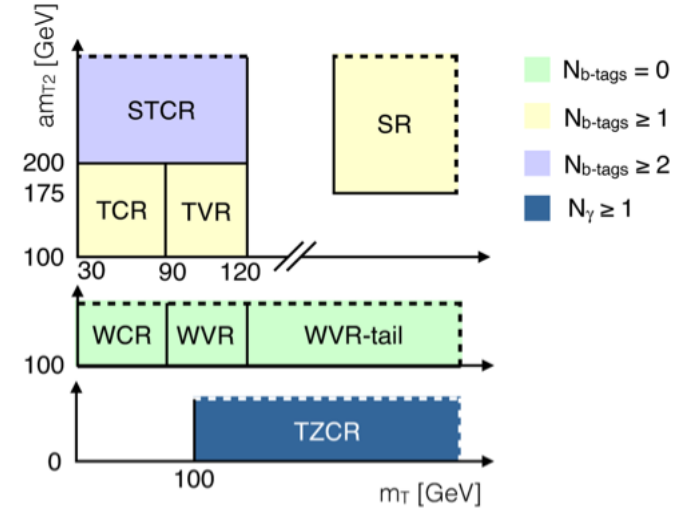 amT2 [GeV]
STCR
SR
200
175
TCR
TVR
100
30
90
120
WCR
WVR
WVR-tail
100
TZCR
0
100
mT [GeV]
Nb-tags = 0
Nb-tags ≥ 1
Nb-tags ≥ 2
Nγ ≥ 1